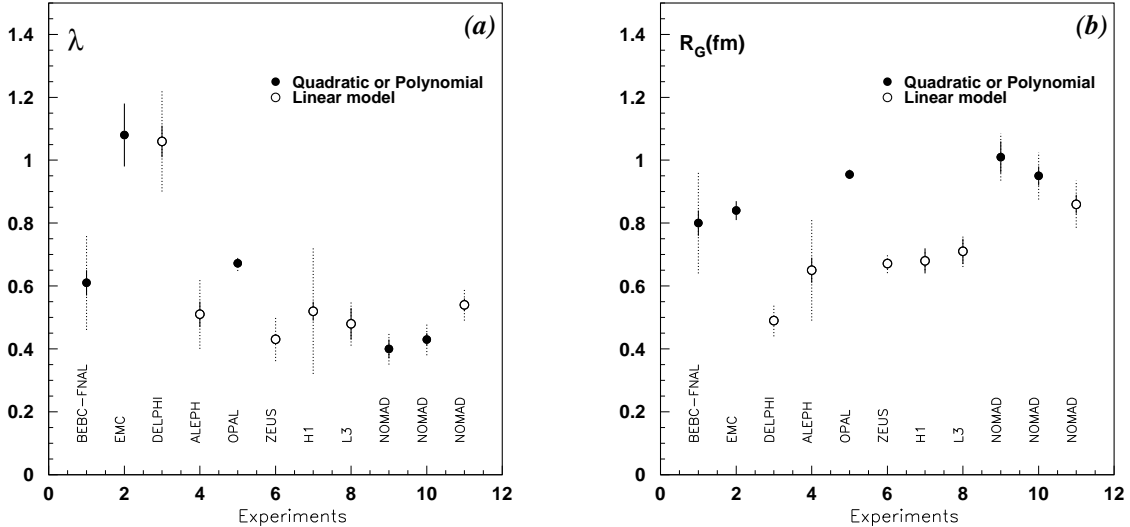 (a)
λ
Quadratic or Polynomial
Linear model
1.4
1.2
1
0.8
0.6
0.4
0.2
0
BEBC-FNAL
EMC
DELPHI
ALEPH
OPAL
ZEUS
H1
L3
NOMAD
NOMAD
NOMAD
0 2 4 6 8 10 12
Experiments
(b)
R_G(fm)
Quadratic or Polynomial
Linear model
1.4
1.2
1
0.8
0.6
0.4
0.2
0
BEBC-FNAL
EMC
DELPHI
ALEPH
OPAL
ZEUS
H1
L3
NOMAD
NOMAD
NOMAD
0 2 4 6 8 10 12
Experiments